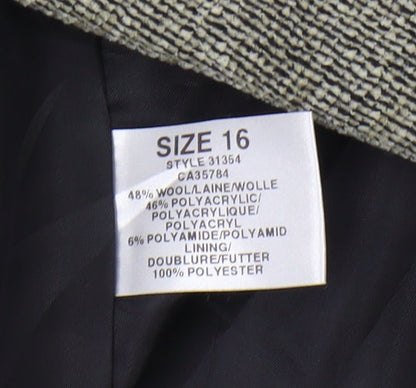 SIZE 16
STYLE 31354
CA35784
48% WOOL/LAINE/WOLLE
46% POLYACRYLIC/
POLYACRYLIQUE/
POLYACRYL
6% POLYAMIDE/POLYAMID
LINING/
DOUBLURE/FUTTER
100% POLYESTER